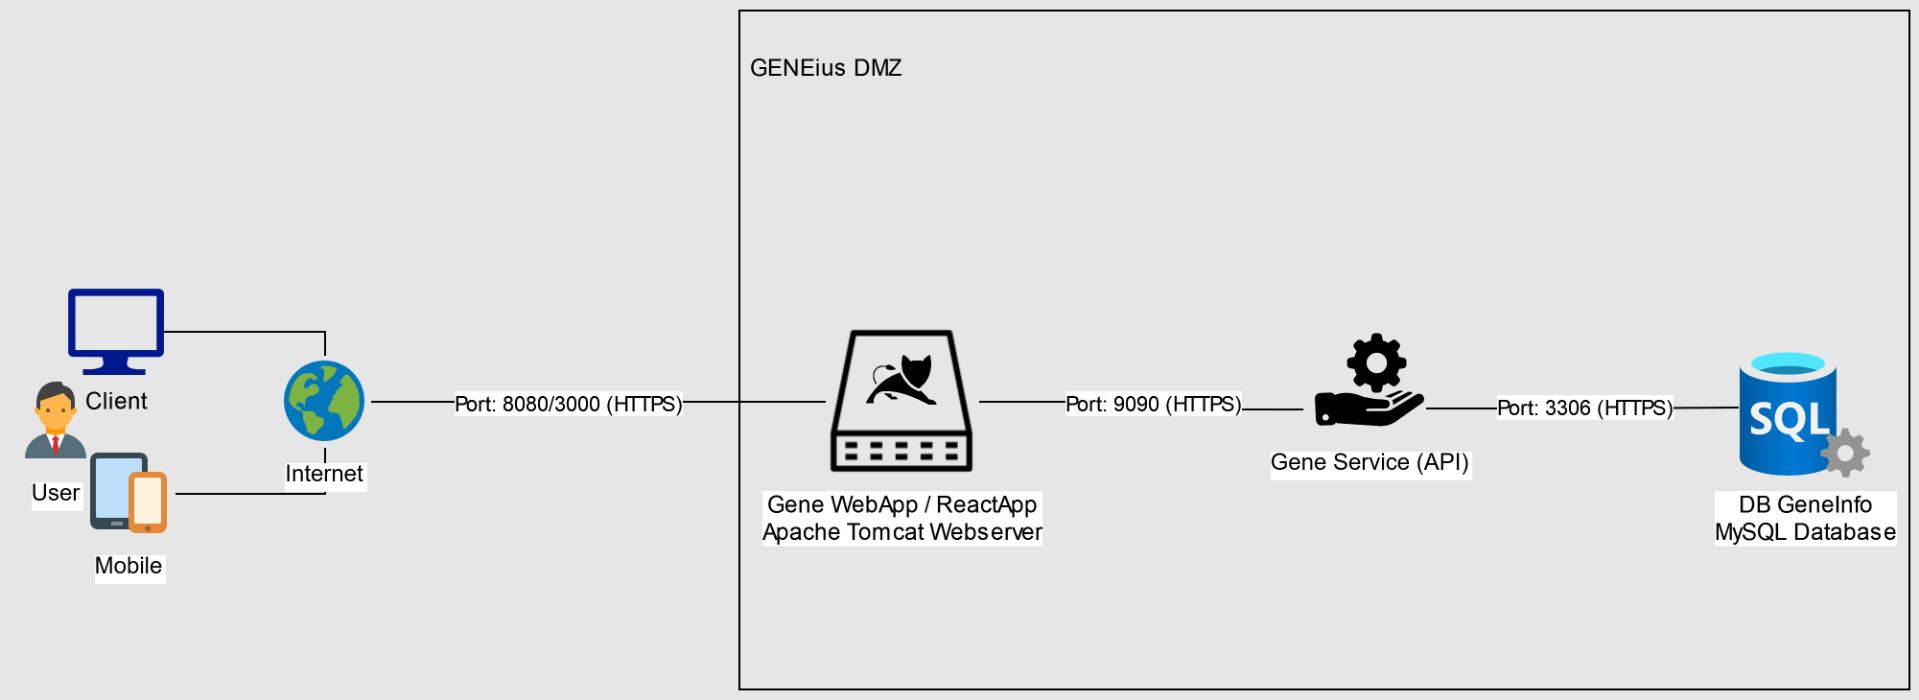 GENEius DMZ
Client
User
Mobile
Internet
Port: 8080/3000 (HTTPS)
Gene WebApp / ReactApp
Apache Tomcat Webserver
Port: 9090 (HTTPS)
Gene Service (API)
Port: 3306 (HTTPS)
SQL
DB GeneInfo
MySQL Database